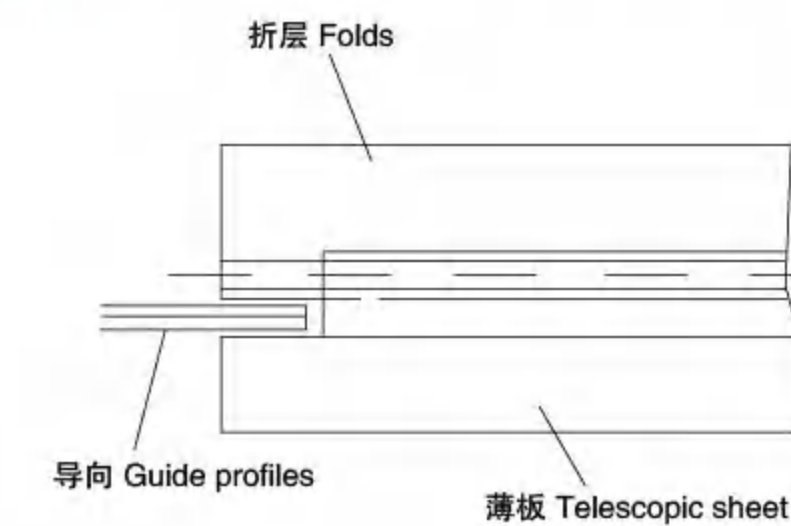 折层 Folds
导向 Guide profiles
薄板 Telescopic sheet